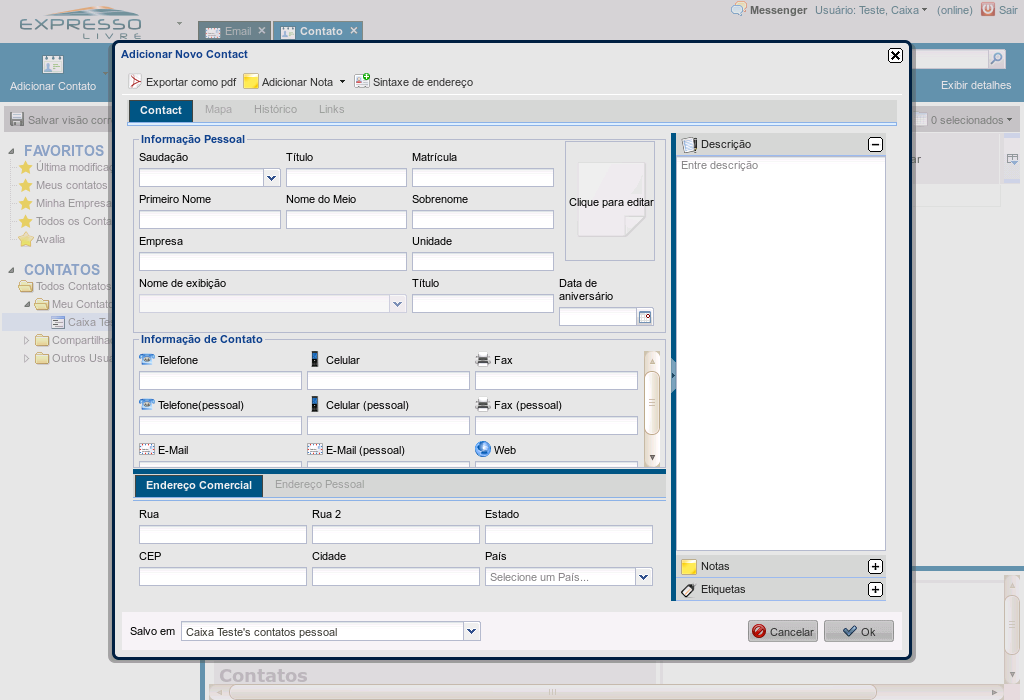 EXPRESSO
LIVRE
Email
Contato
Messenger
Usuário: Teste, Caixa
(online)
Sair
Adicionar Contato
Exibir detalhes
Salvar visão corr
0 selecionados
FAVORITOS
Última modifica
Meus contatos
Minha Empresa
Todos os Conta
Avalia
CONTATOS
Todos Contatos
Meu Contato
Caixa Tes
Compartilha
Outros Usuá
Adicionar Novo Contact
Exportar como pdf
Adicionar Nota
Sintaxe de endereço
Contact
Mapa
Histórico
Links
Informação Pessoal
Saudação
Título
Matrícula
Primeiro Nome
Nome do Meio
Sobrenome
Clique para editar
Empresa
Unidade
Nome de exibição
Título
Data de
aniversário
Informação de Contato
Telefone
Celular
Fax
Telefone(pessoal)
Celular (pessoal)
Fax (pessoal)
E-Mail
E-Mail (pessoal)
Web
Endereço Comercial
Endereço Pessoal
Rua
Rua 2
Estado
CEP
Cidade
País
Selecione um País...
Descrição
Entre descrição
Notas
Etiquetas
Salvo em
Caixa Teste's contatos pessoal
Cancelar
Ok
Contatos